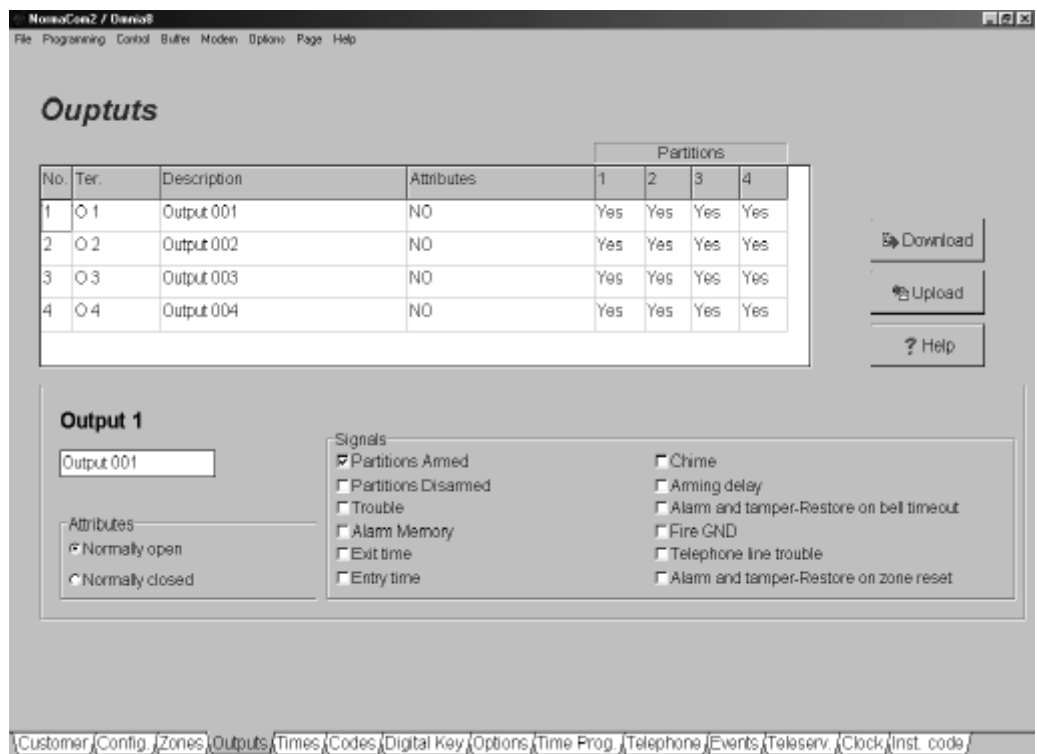 NormaCom2 / Omnia8
File Programming Control Buffer Modem Options Page Help
Ouptuts
Partitions
No. Ter. Description Attributes 1 2 3 4
1 O 1 Output 001 NO Yes Yes Yes Yes
2 O 2 Output 002 NO Yes Yes Yes Yes
3 O 3 Output 003 NO Yes Yes Yes Yes
4 O 4 Output 004 NO Yes Yes Yes Yes
Download
Upload
? Help
Output 1
Output 001
Attributes
Normally open
Normally closed
Signals
Partitions Armed
Partitions Disarmed
Trouble
Alarm Memory
Exit time
Entry time
Chime
Arming delay
Alarm and tamper-Restore on bell timeout
Fire GND
Telephone line trouble
Alarm and tamper-Restore on zone reset
Customer Config. Zones Outputs Times Codes Digital Key Options Time Prog. Telephone Events Teleserv. Clock Inst. code